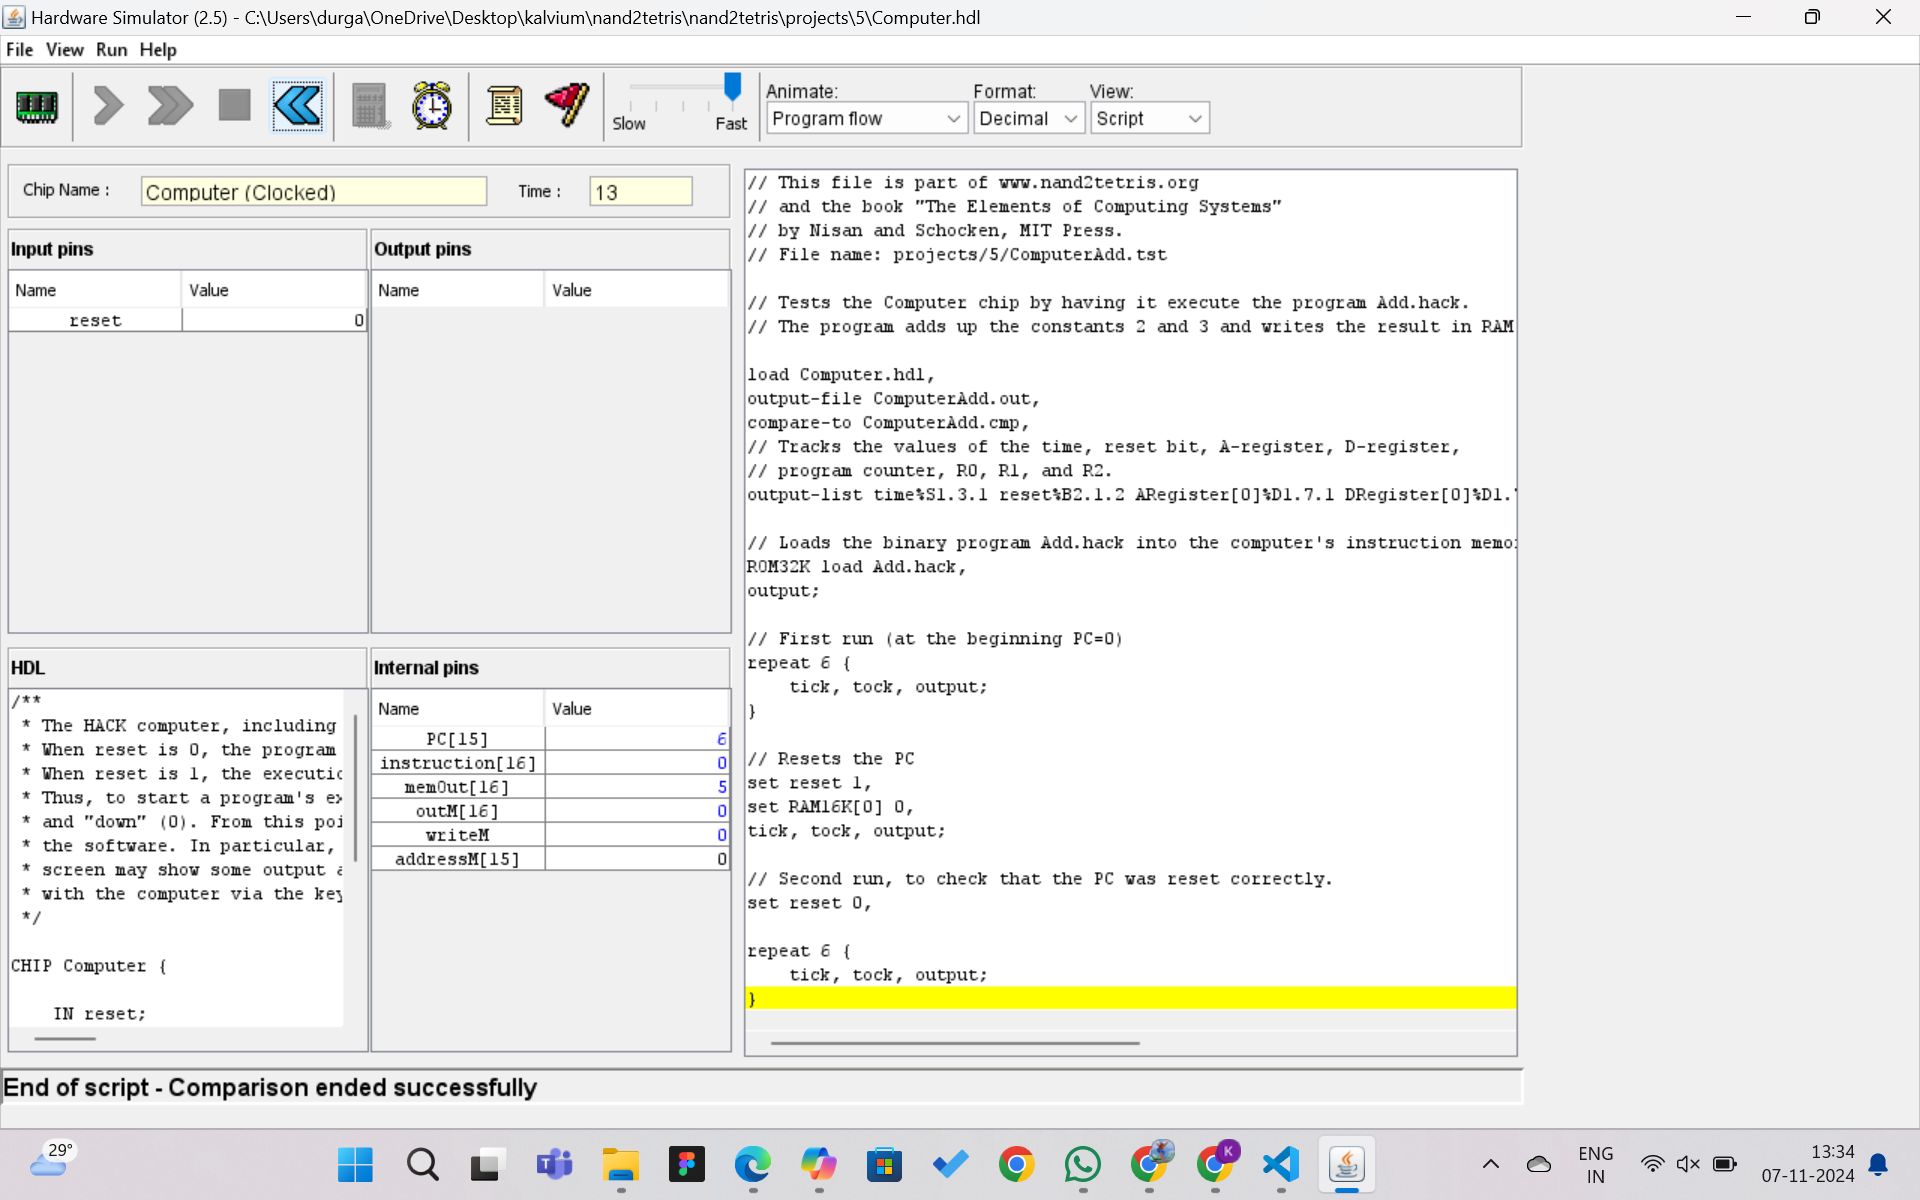 Hardware Simulator (2.5) - C:\Users\durga\OneDrive\Desktop\kalvium\nand2tetris\nand2tetris\projects\5\Computer.hdl
File View Run Help
Slow Fast
Animate:
Program flow
Format:
Decimal
View:
Script
Chip Name :
Computer (Clocked)
Time :
13
Input pins
Name Value
reset 0
Output pins
Name Value
HDL
/**
* The HACK computer, including
* When reset is 0, the program
* When reset is 1, the executic
* Thus, to start a program's ex
* and "down" (0). From this poi
* the software. In particular,
* screen may show some output a
* with the computer via the key
*/
CHIP Computer {
IN reset;
Internal pins
Name Value
PC[15] 6
instruction[16] 0
memOut[16] 5
outM[16] 0
writeM 0
addressM[15] 0
// This file is part of www.nand2tetris.org
// and the book "The Elements of Computing Systems"
// by Nisan and Schocken, MIT Press.
// File name: projects/5/ComputerAdd.tst
// Tests the Computer chip by having it execute the program Add.hack.
// The program adds up the constants 2 and 3 and writes the result in RAM
load Computer.hdl,
output-file ComputerAdd.out,
compare-to ComputerAdd.cmp,
// Tracks the values of the time, reset bit, A-register, D-register,
// program counter, R0, R1, and R2.
output-list time%S1.3.1 reset%B2.1.2 ARegister[0]%D1.7.1 DRegister[0]%D1.
// Loads the binary program Add.hack into the computer's instruction memo
ROM32K load Add.hack,
output;
// First run (at the beginning PC=0)
repeat 6 {
tick, tock, output;
}
// Resets the PC
set reset 1,
set RAM16K[0] 0,
tick, tock, output;
// Second run, to check that the PC was reset correctly.
set reset 0,
repeat 6 {
tick, tock, output;
}
End of script - Comparison ended successfully
29°
K
ENG
IN
13:34
07-11-2024